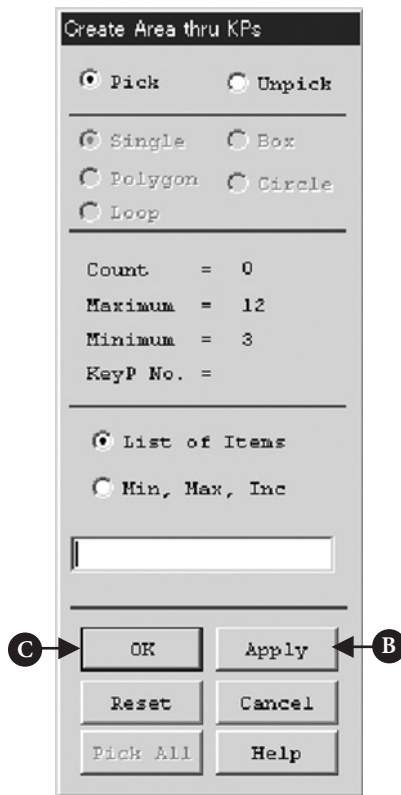 Create Area thru KPs
Pick Unpick
Single Box
Polygon Circle
Loop
Count = 0
Maximum = 12
Minimum = 3
KeyP No. =
List of Items
Min, Max, Inc
C OK Apply B
Reset Cancel
Pick All Help